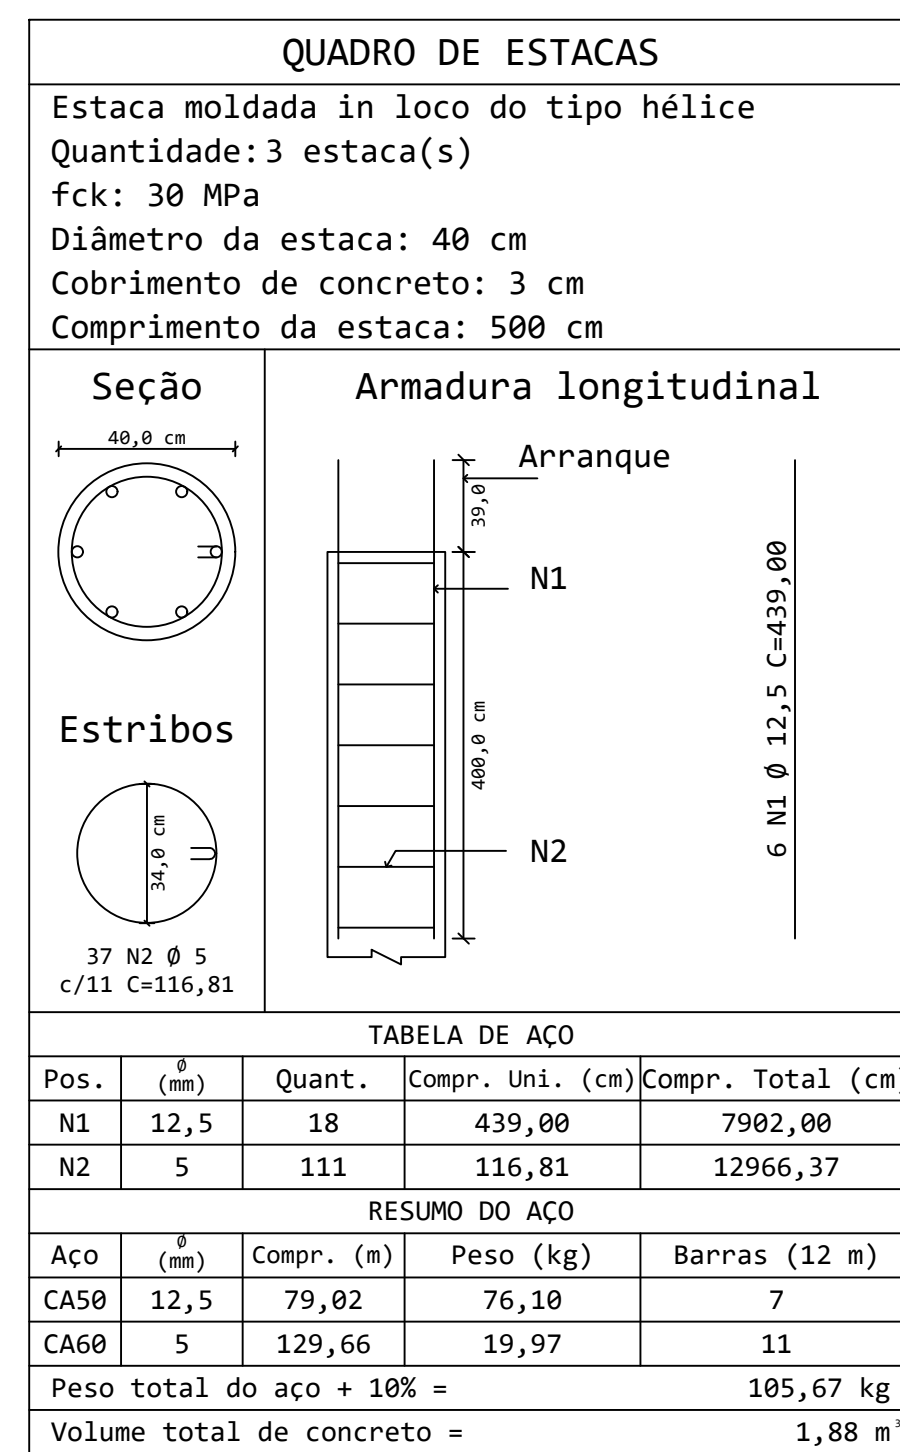 QUADRO DE ESTACAS
Estaca moldada in loco do tipo hélice
Quantidade: 3 estaca(s)
fck: 30 MPa
Diâmetro da estaca: 40 cm
Cobrimento de concreto: 3 cm
Comprimento da estaca: 500 cm
Seção
40,0 cm
Estribos
34,0 cm
37 N2 Ø 5
c/11 C=116,81
Armadura longitudinal
Arranque
39,0
N1
400,0 cm
N2
6 N1 Ø 12,5 C=439,00
TABELA DE AÇO
Pos. Ø (mm) Quant. Compr. Uni. (cm) Compr. Total (cm)
N1 12,5 18 439,00 7902,00
N2 5 111 116,81 12966,37
RESUMO DO AÇO
Aço Ø (mm) Compr. (m) Peso (kg) Barras (12 m)
CA50 12,5 79,02 76,10 7
CA60 5 129,66 19,97 11
Peso total do aço + 10% = 105,67 kg
Volume total de concreto = 1,88 m³